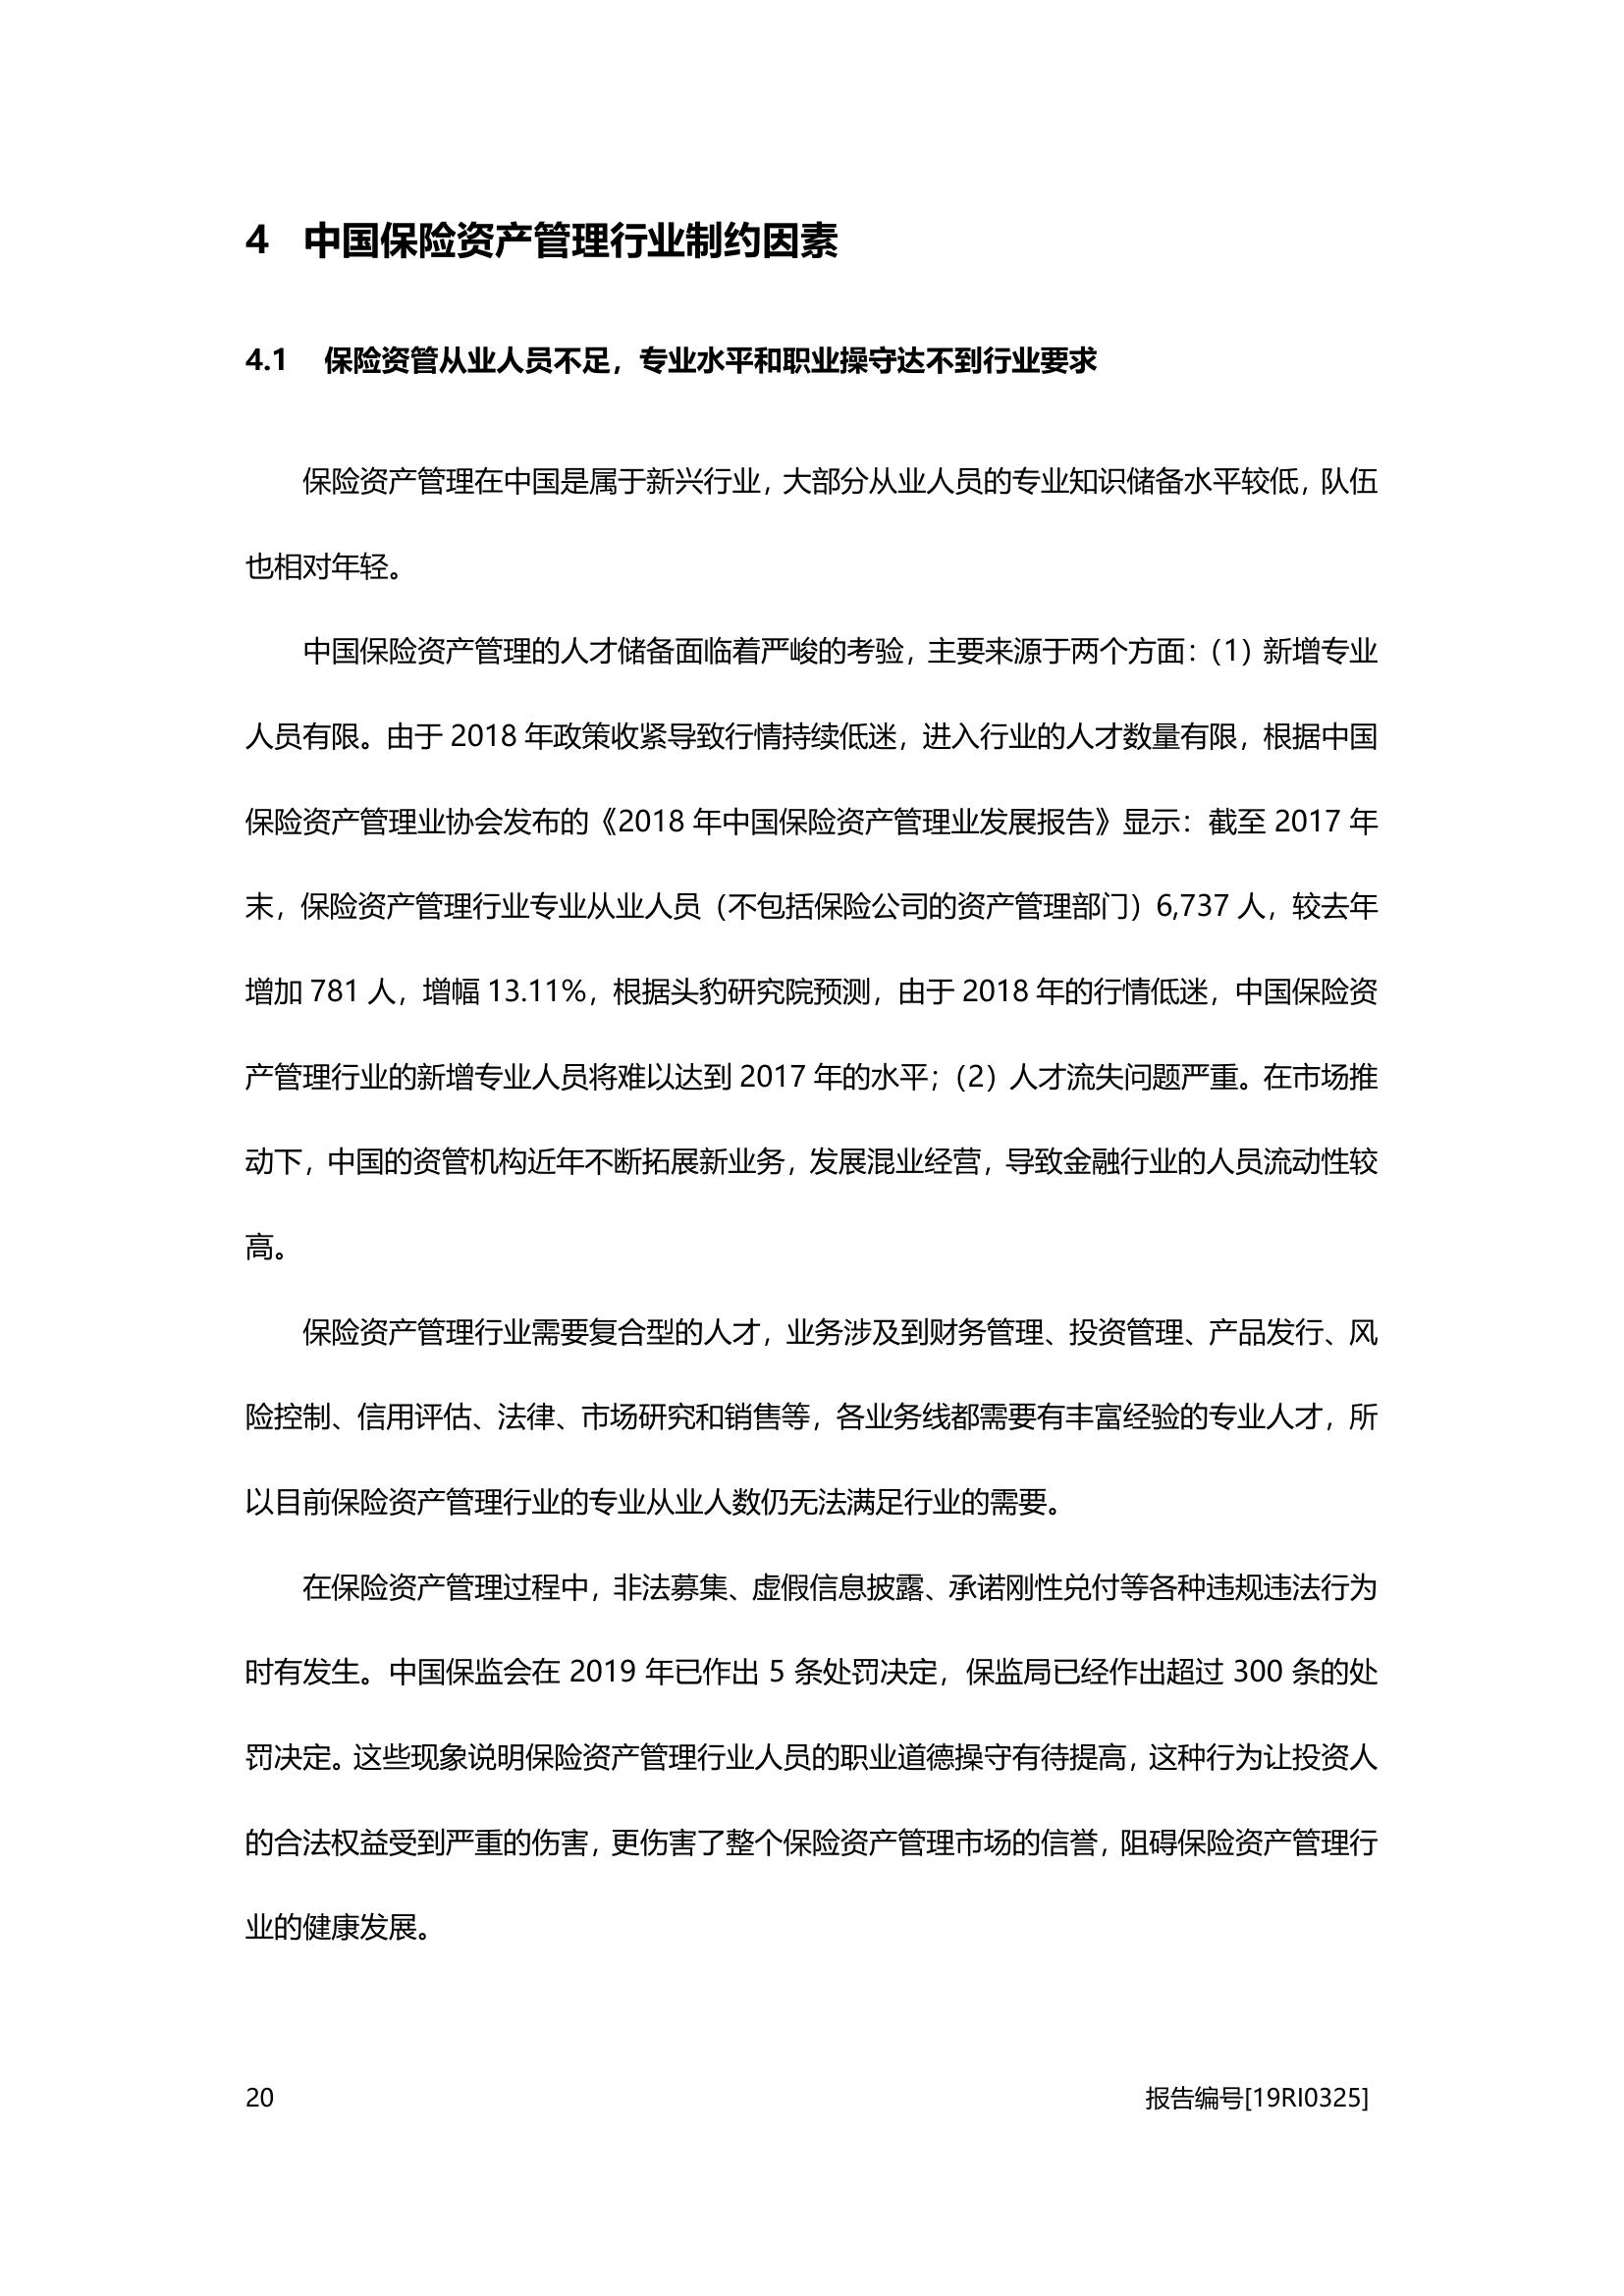 4 中国保险资产管理行业制约因素
4.1 保险资管从业人员不足，专业水平和职业操守达不到行业要求
保险资产管理在中国是属于新兴行业，大部分从业人员的专业知识储备水平较低，队伍
也相对年轻。
中国保险资产管理的人才储备面临着严峻的考验，主要来源于两个方面：（1）新增专业
人员有限。由于 2018 年政策收紧导致行情持续低迷，进入行业的人才数量有限，根据中国
保险资产管理业协会发布的《2018 年中国保险资产管理业发展报告》显示：截至 2017 年
末，保险资产管理行业专业从业人员（不包括保险公司的资产管理部门）6,737 人，较去年
增加 781 人，增幅 13.11%，根据头豹研究院预测，由于 2018 年的行情低迷，中国保险资
产管理行业的新增专业人员将难以达到 2017 年的水平；（2）人才流失问题严重。在市场推
动下，中国的资管机构近年不断拓展新业务，发展混业经营，导致金融行业的人员流动性较
高。
保险资产管理行业需要复合型的人才，业务涉及到财务管理、投资管理、产品发行、风
险控制、信用评估、法律、市场研究和销售等，各业务线都需要有丰富经验的专业人才，所
以目前保险资产管理行业的专业从业人数仍无法满足行业的需要。
在保险资产管理过程中，非法募集、虚假信息披露、承诺刚性兑付等各种违规违法行为
时有发生。中国保监会在 2019 年已作出 5 条处罚决定，保监局已经作出超过 300 条的处
罚决定。这些现象说明保险资产管理行业人员的职业道德操守有待提高，这种行为让投资人
的合法权益受到严重的伤害，更伤害了整个保险资产管理市场的信誉，阻碍保险资产管理行
业的健康发展。
20 报告编号[19RI0325]